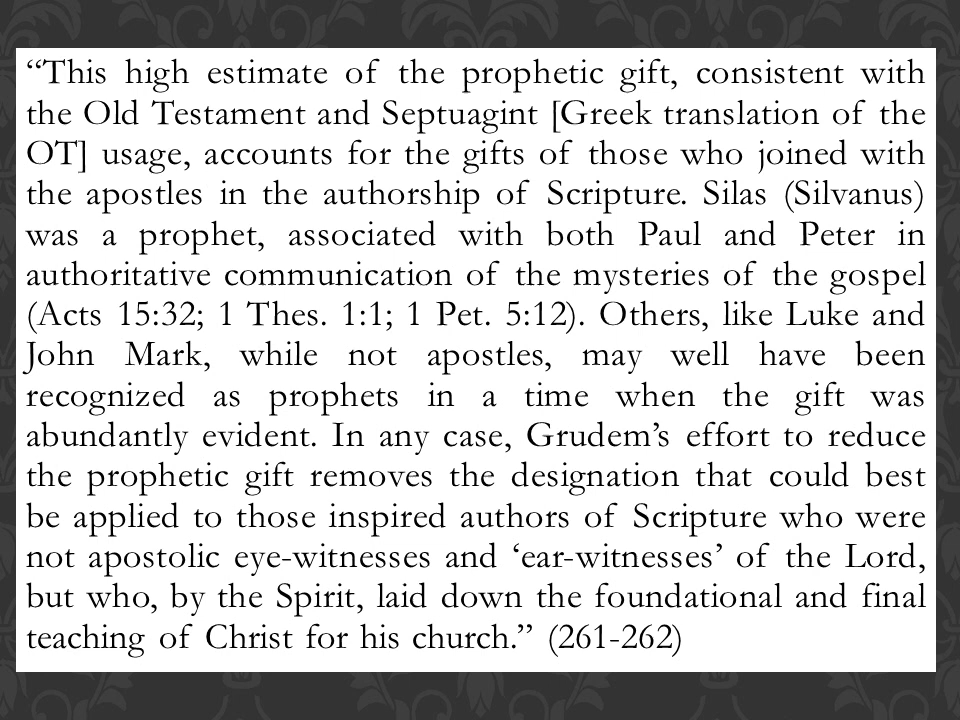 “This high estimate of the prophetic gift, consistent with
the Old Testament and Septuagint [Greek translation of the
OT] usage, accounts for the gifts of those who joined with
the apostles in the authorship of Scripture. Silas (Silvanus)
was a prophet, associated with both Paul and Peter in
authoritative communication of the mysteries of the gospel
(Acts 15:32; 1 Thes. 1:1; 1 Pet. 5:12). Others, like Luke and
John Mark, while not apostles, may well have been
recognized as prophets in a time when the gift was
abundantly evident. In any case, Grudem’s effort to reduce
the prophetic gift removes the designation that could best
be applied to those inspired authors of Scripture who were
not apostolic eye-witnesses and ‘ear-witnesses’ of the Lord,
but who, by the Spirit, laid down the foundational and final
teaching of Christ for his church.” (261-262)